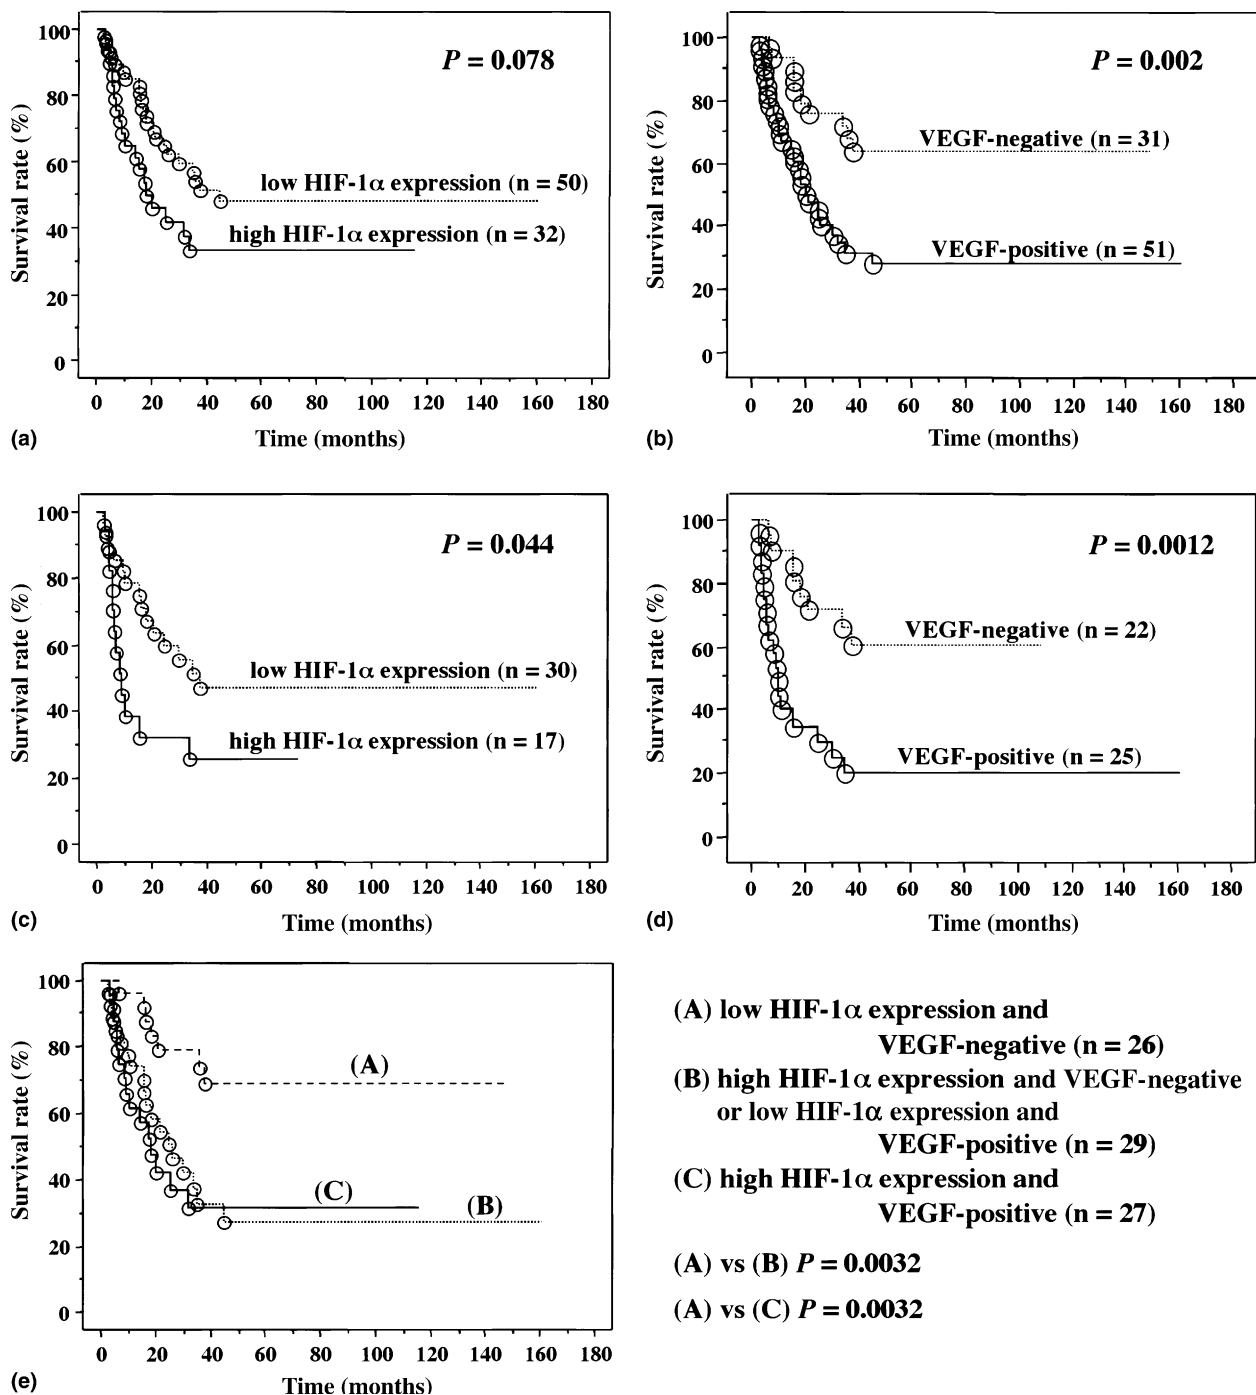 100
80
60
40
20
0
Survival rate (%)
P = 0.078
low HIF-1α expression (n = 50)
high HIF-1α expression (n = 32)
0 20 40 60 80 100 120 140 160 180
Time (months)
(a)
100
80
60
40
20
0
Survival rate (%)
P = 0.002
VEGF-negative (n = 31)
VEGF-positive (n = 51)
0 20 40 60 80 100 120 140 160 180
Time (months)
(b)
100
80
60
40
20
0
Survival rate (%)
P = 0.044
low HIF-1α expression (n = 30)
high HIF-1α expression (n = 17)
0 20 40 60 80 100 120 140 160 180
Time (months)
(c)
100
80
60
40
20
0
Survival rate (%)
P = 0.0012
VEGF-negative (n = 22)
VEGF-positive (n = 25)
0 20 40 60 80 100 120 140 160 180
Time (months)
(d)
100
80
60
40
20
0
Survival rate (%)
(A)
(C)
(B)
0 20 40 60 80 100 120 140 160 180
Time (months)
(e)
(A) low HIF-1α expression and
VEGF-negative (n = 26)
(B) high HIF-1α expression and VEGF-negative
or low HIF-1α expression and
VEGF-positive (n = 29)
(C) high HIF-1α expression and
VEGF-positive (n = 27)
(A) vs (B) P = 0.0032
(A) vs (C) P = 0.0032